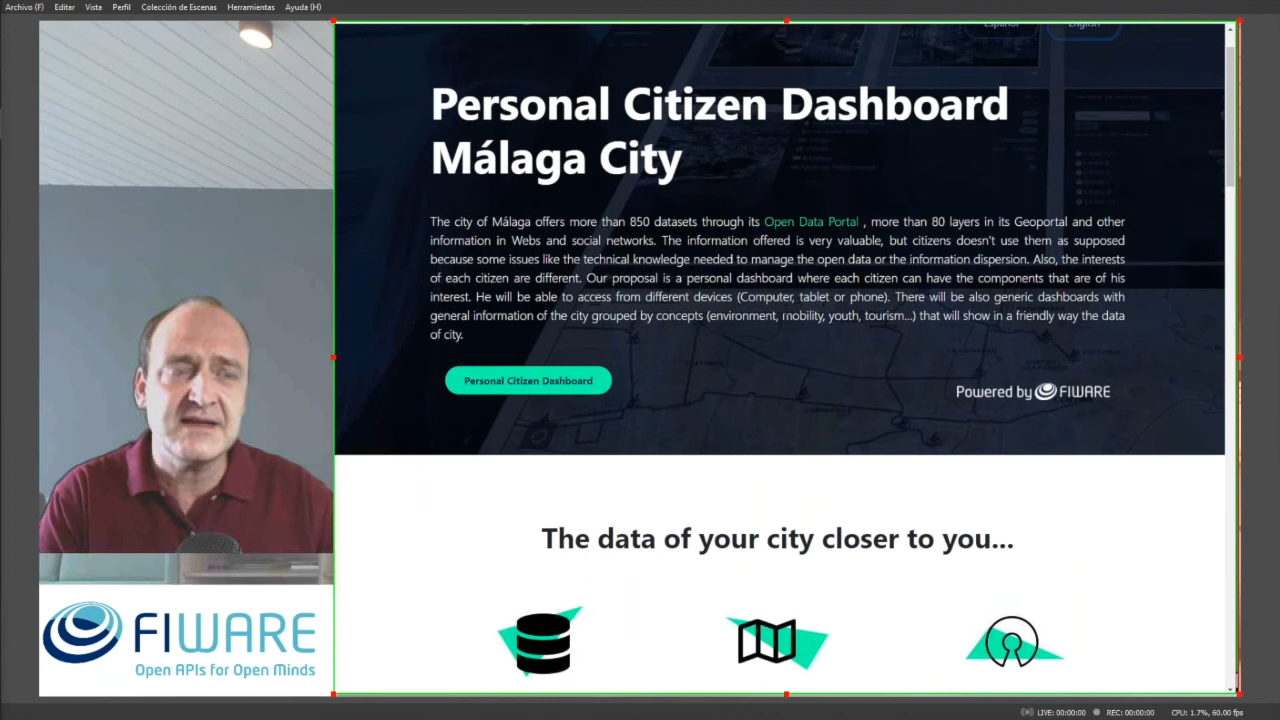 Archivo (F) Editar Vista Perfil Colección de Escenas Herramientas Ayuda (H)
Español English
Personal Citizen Dashboard
Málaga City
The city of Málaga offers more than 850 datasets through its Open Data Portal , more than 80 layers in its Geoportal and other
information in Webs and social networks. The information offered is very valuable, but citizens doesn't use them as supposed
because some issues like the technical knowledge needed to manage the open data or the information dispersion. Also, the interests
of each citizen are different. Our proposal is a personal dashboard where each citizen can have the components that are of his
interest. He will be able to access from different devices (Computer, tablet or phone). There will be also generic dashboards with
general information of the city grouped by concepts (environment, mobility, youth, tourism...) that will show in a friendly way the data
of city.
Personal Citizen Dashboard
Powered by FIWARE
The data of your city closer to you...
FIWARE
Open APIs for Open Minds
LIVE: 00:00:00 REC: 00:00:00 CPU: 1.7%, 60.00 fps